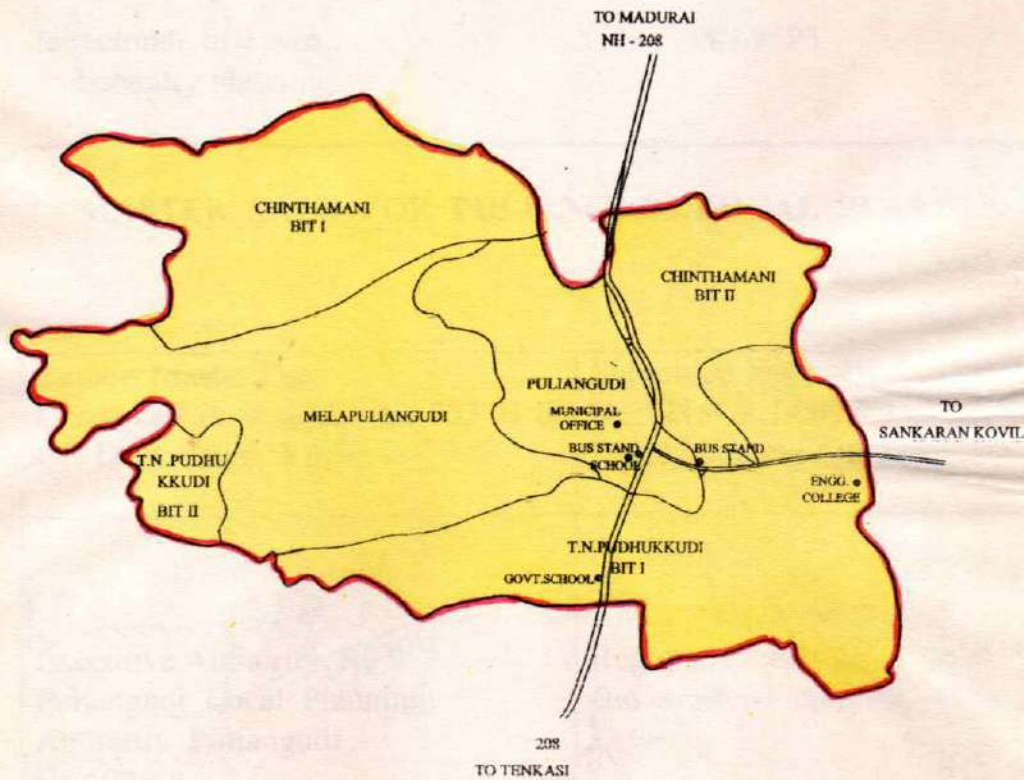 TO MADURAI
NH - 208
CHINTHAMANI
BIT I
CHINTHAMANI
BIT II
PULIANGUDI
MELAPULIANGUDI
MUNICIPAL
OFFICE
TO
SANKARAN KOVIL
BUS STAND
SCHOOL
BUS STAND
T.N .PUDHU
KKUDI
BIT II
ENGG.
COLLEGE
T.N.PUDHUKKUDI
BIT I
GOVT.SCHOOL
208
TO TENKASI